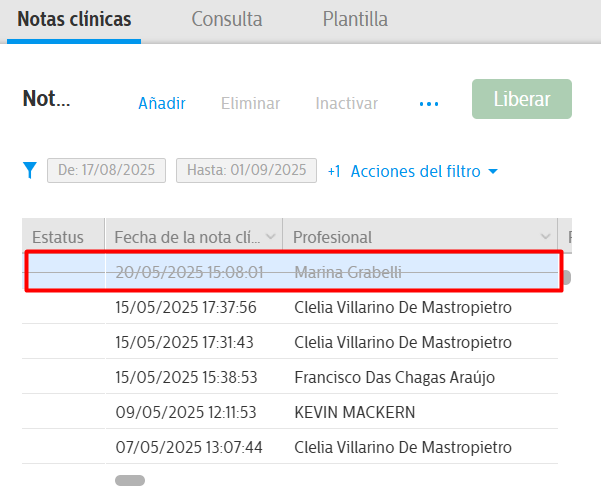 Notas clínicas Consulta Plantilla
Not... Añadir Eliminar Inactivar ... Liberar
De: 17/08/2025 Hasta: 01/09/2025 +1 Acciones del filtro
Estatus Fecha de la nota clí... Profesional
20/05/2025 15:08:01 Marina Grabelli
15/05/2025 17:37:56 Clelia Villarino De Mastropietro
15/05/2025 17:31:43 Clelia Villarino De Mastropietro
15/05/2025 15:38:53 Francisco Das Chagas Araújo
09/05/2025 12:11:53 KEVIN MACKERN
07/05/2025 13:07:44 Clelia Villarino De Mastropietro